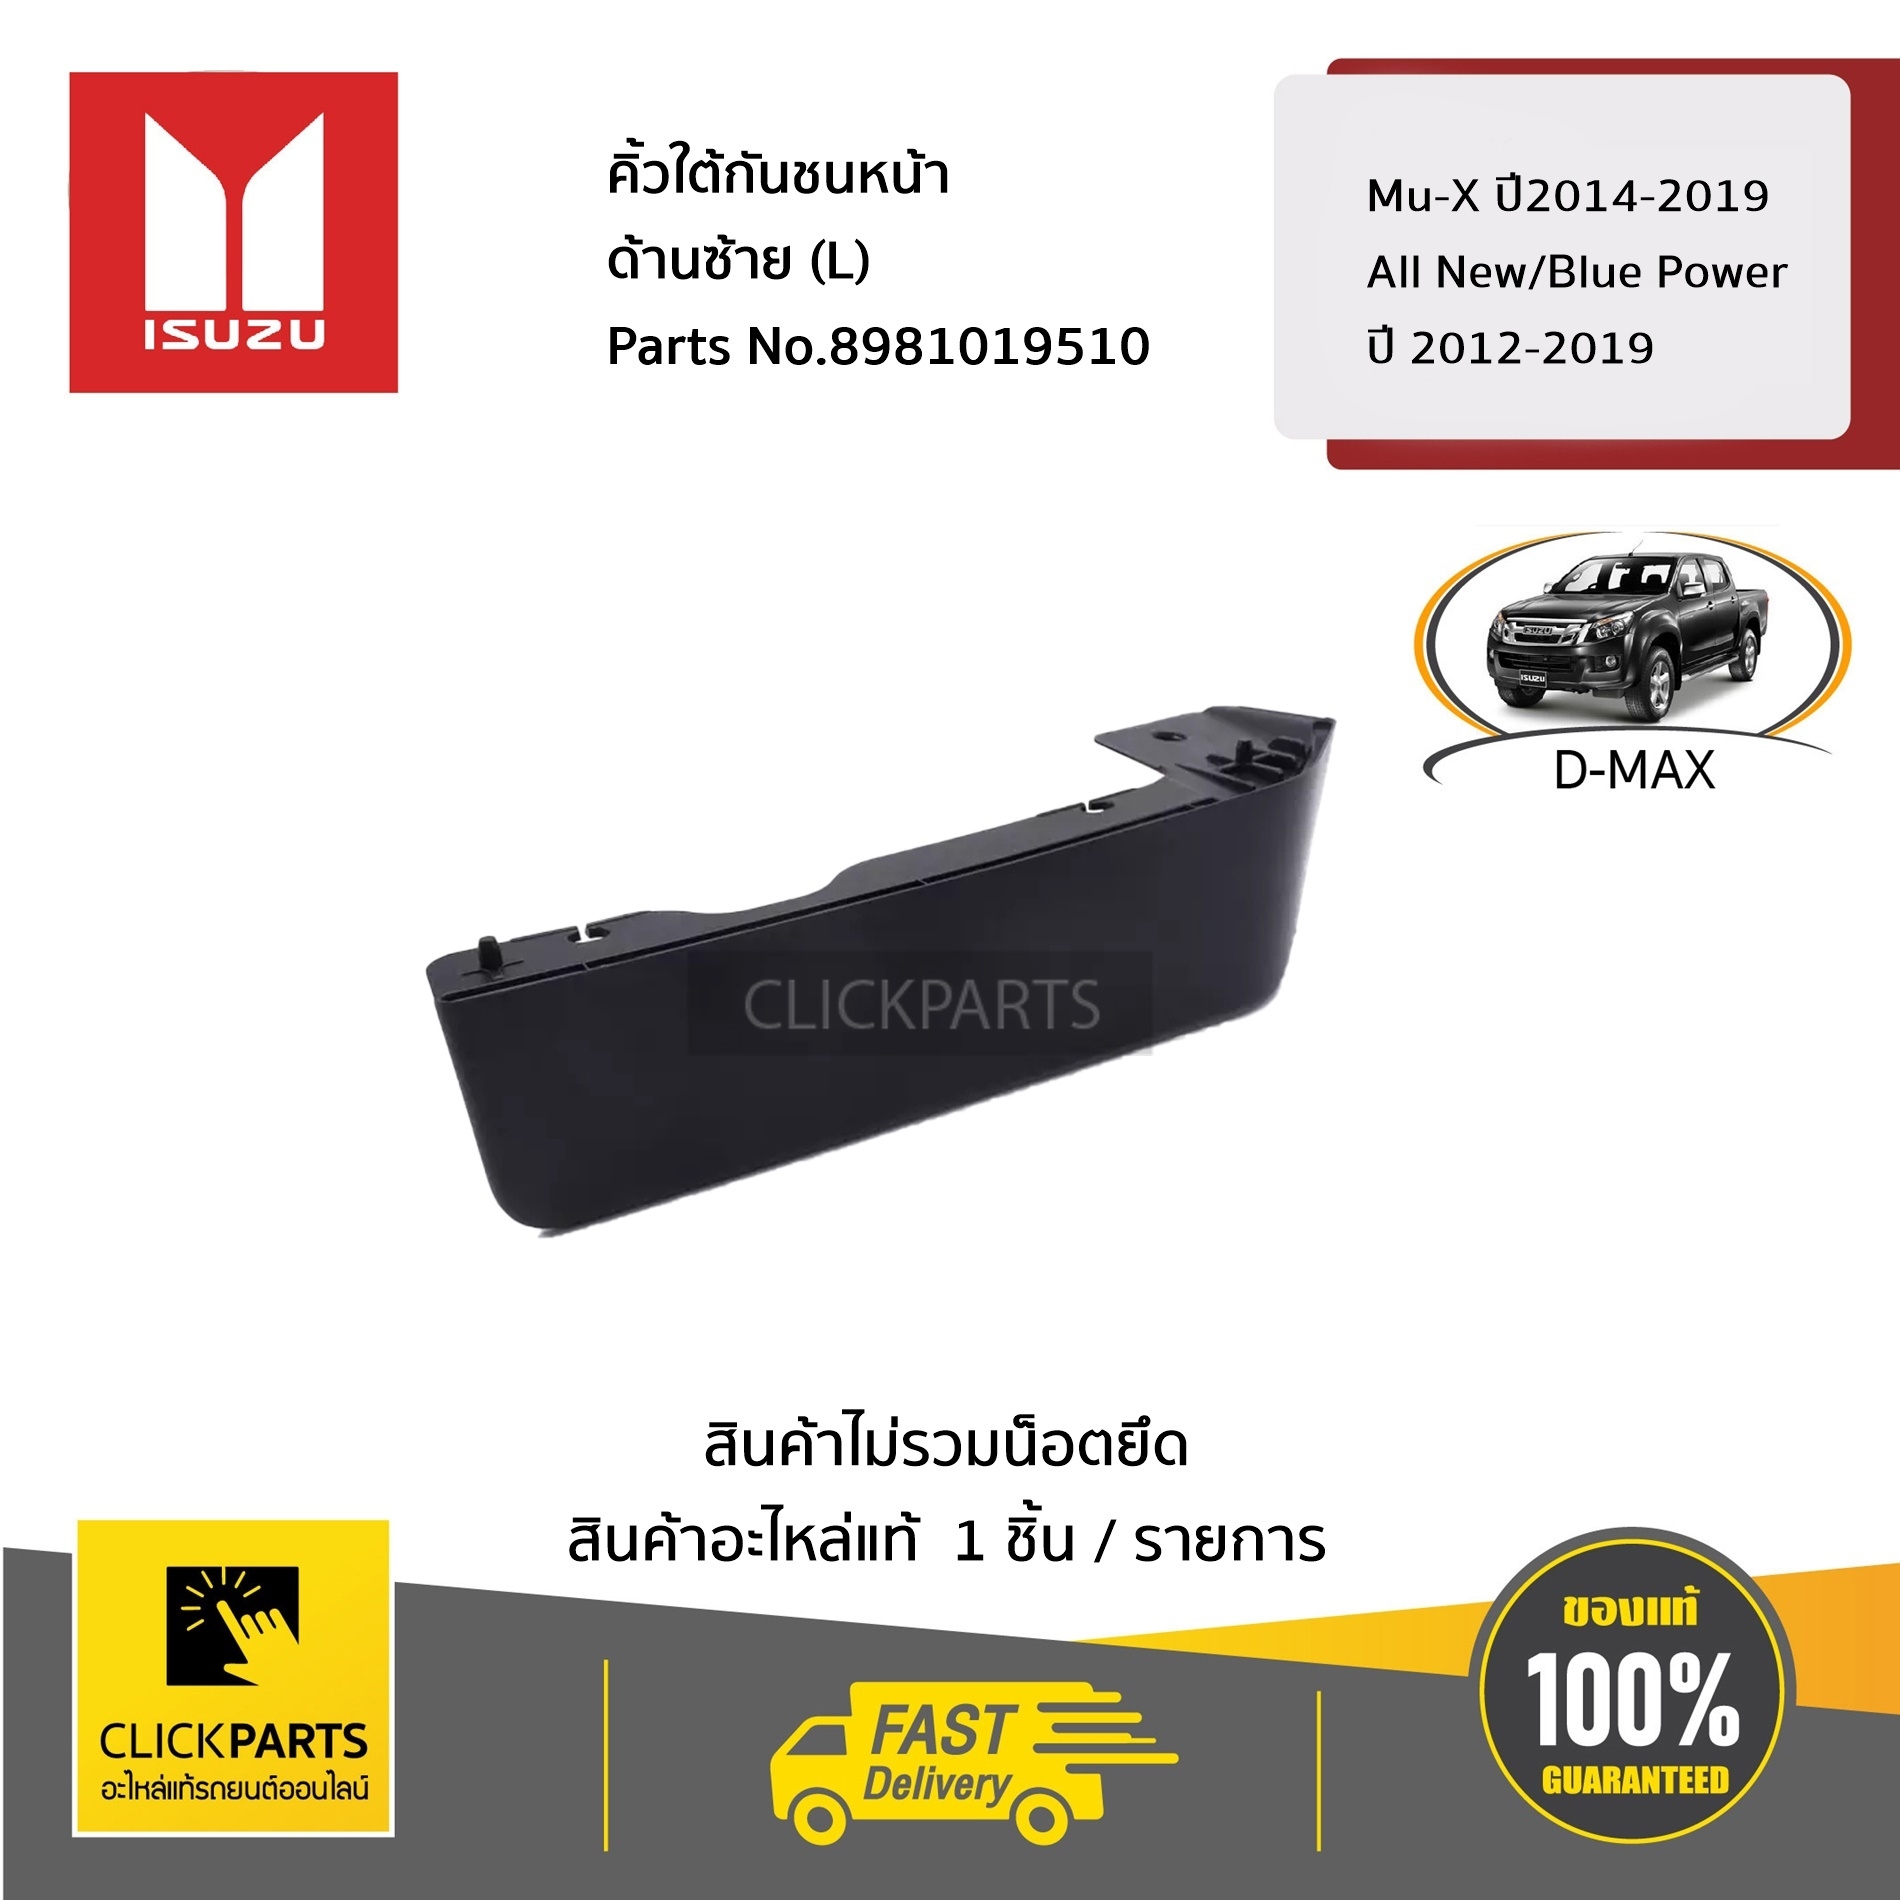 ISUZU
คิ้วใต้กันชนหน้า
ด้านซ้าย (L)
Parts No.8981019510
Mu-X ปี2014-2019
All New/Blue Power
ปี 2012-2019
ISUZU
ISUZU
D-MAX
CLICKPARTS
สินค้าไม่รวมน็อตยึด
สินค้าอะไหล่แท้ 1 ชิ้น / รายการ
CLICKPARTS
อะไหล่แท้รถยนต์ออนไลน์
FAST
Delivery
ของแท้
100%
GUARANTEED